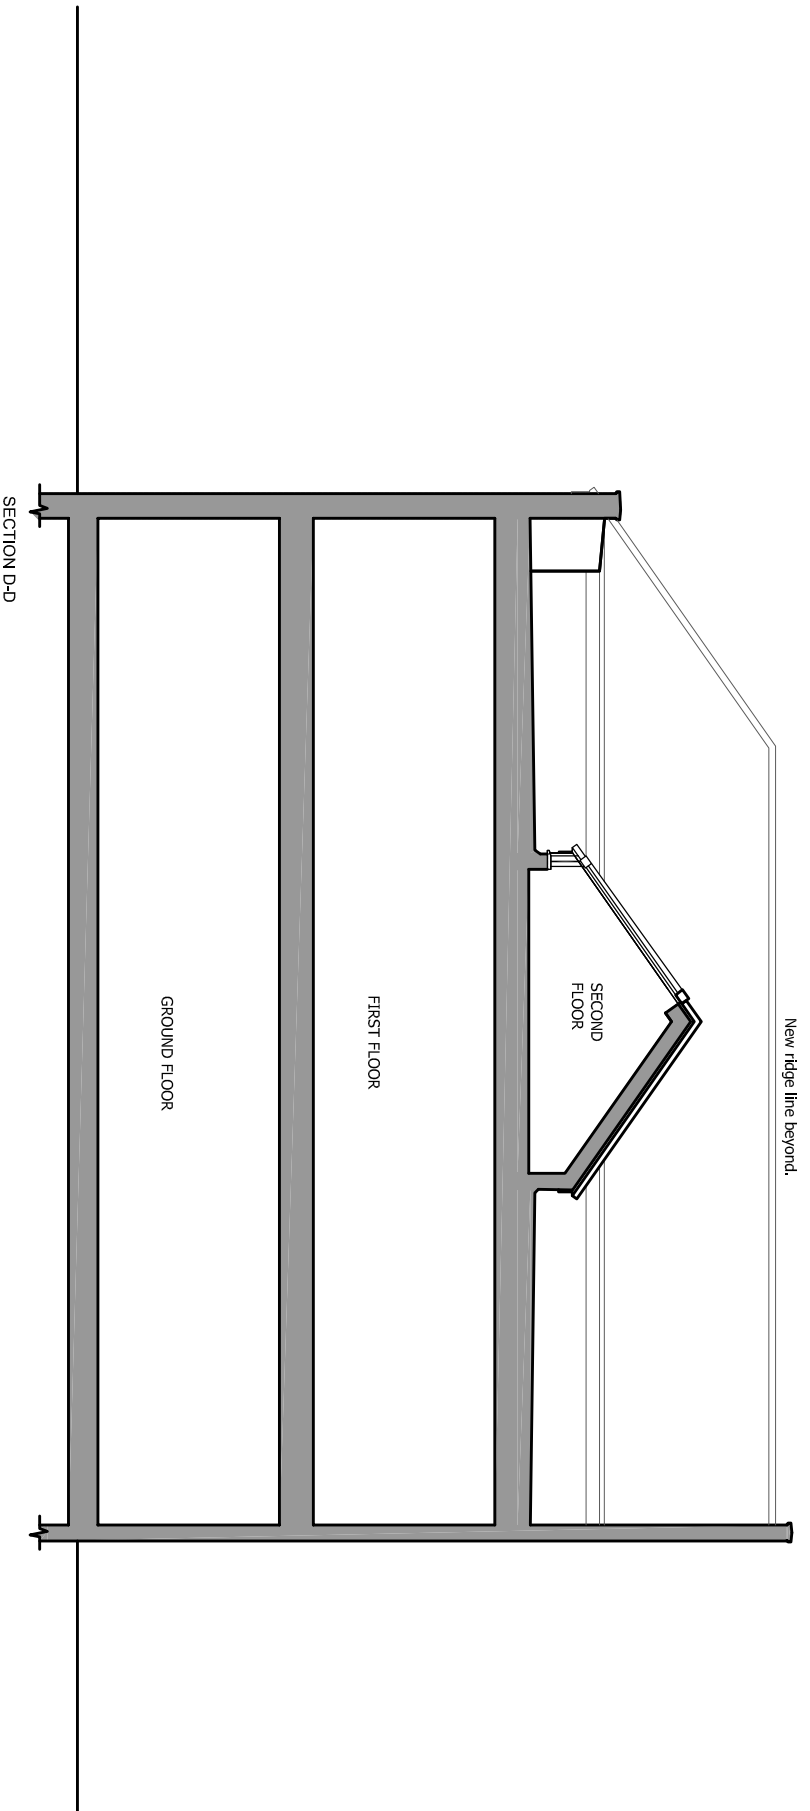 New ridge line beyond.
SECOND
FLOOR
FIRST FLOOR
GROUND FLOOR
SECTION D-D